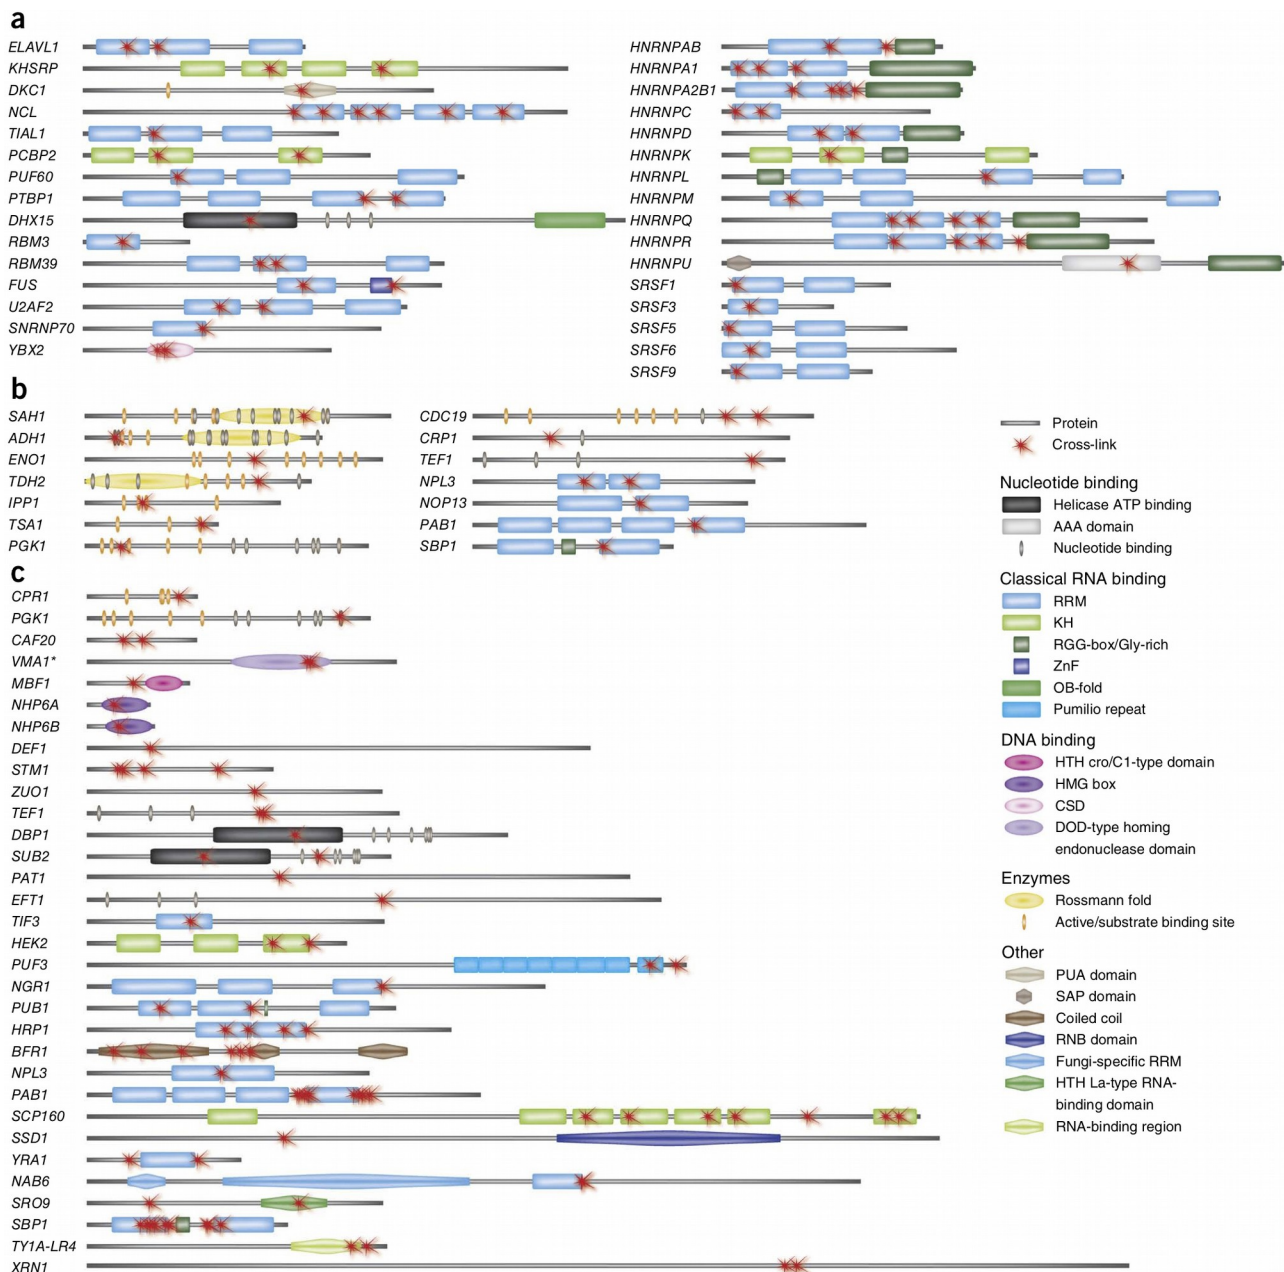 a
ELAVL1
KHSRP
DKC1
NCL
TIAL1
PCBP2
PUF60
PTBP1
DHX15
RBM3
RBM39
FUS
U2AF2
SNRNP70
YBX2
HNRNPAB
HNRNPA1
HNRNPA2B1
HNRNPC
HNRNPD
HNRNPK
HNRNPL
HNRNPM
HNRNPQ
HNRNPR
HNRNPU
SRSF1
SRSF3
SRSF5
SRSF6
SRSF9
b
SAH1
ADH1
ENO1
TDH2
IPP1
TSA1
PGK1
CDC19
CRP1
TEF1
NPL3
NOP13
PAB1
SBP1
c
CPR1
PGK1
CAF20
VMA1*
MBF1
NHP6A
NHP6B
DEF1
STM1
ZUO1
TEF1
DBP1
SUB2
PAT1
EFT1
TIF3
HEK2
PUF3
NGR1
PUB1
HRP1
BFR1
NPL3
PAB1
SCP160
SSD1
YRA1
NAB6
SRO9
SBP1
TY1A-LR4
XRN1
Protein
Cross-link
Nucleotide binding
Helicase ATP binding
AAA domain
Nucleotide binding
Classical RNA binding
RRM
KH
RGG-box/Gly-rich
ZnF
OB-fold
Pumilio repeat
DNA binding
HTH cro/C1-type domain
HMG box
CSD
DOD-type homing
endonuclease domain
Enzymes
Rossmann fold
Active/substrate binding site
Other
PUA domain
SAP domain
Coiled coil
RNB domain
Fungi-specific RRM
HTH La-type RNA-
binding domain
RNA-binding region